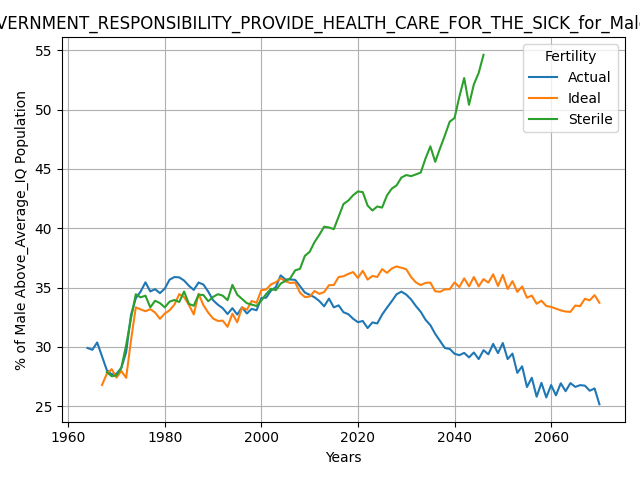 VERNMENT_RESPONSIBILITY_PROVIDE_HEALTH_CARE_FOR_THE_SICK_for_Mal
Fertility
Actual
Ideal
Sterile
% of Male Above_Average_IQ Population
55
50
45
40
35
30
25
1960 1980 2000 2020 2040 2060
Years